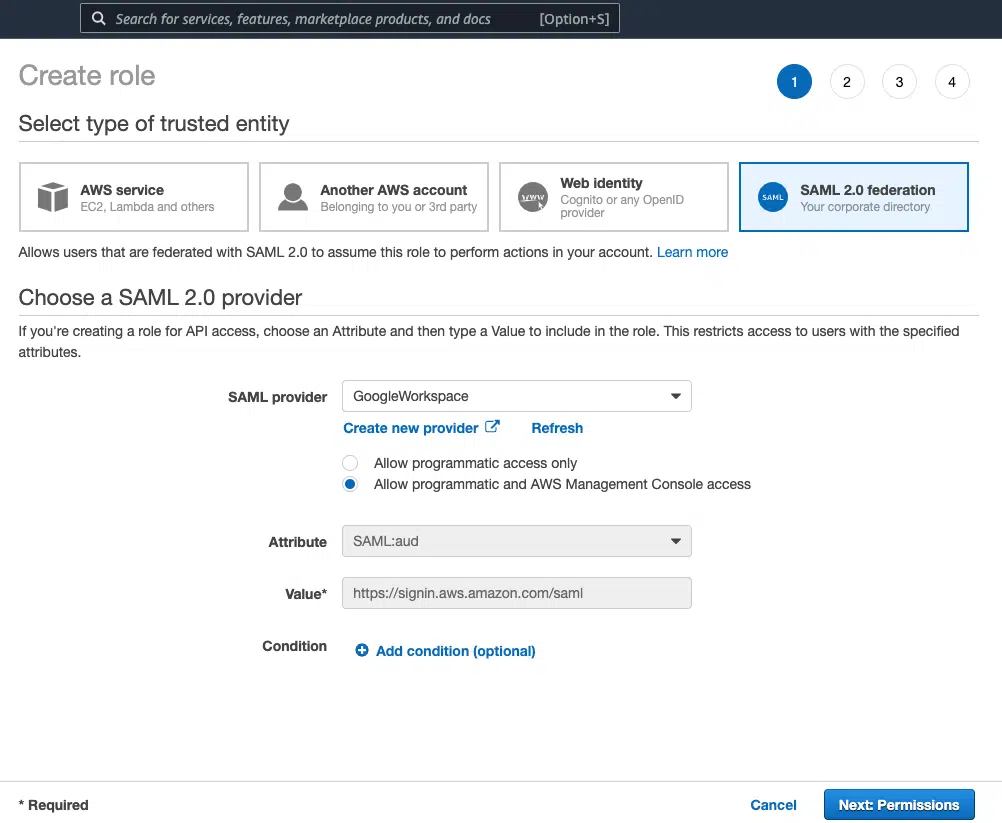 Search for services, features, marketplace products, and docs [Option+S]
Create role
1 2 3 4
Select type of trusted entity
AWS service
EC2, Lambda and others
Another AWS account
Belonging to you or 3rd party
WWW
Web identity
Cognito or any OpenID
provider
SAML
SAML 2.0 federation
Your corporate directory
Allows users that are federated with SAML 2.0 to assume this role to perform actions in your account. Learn more
Choose a SAML 2.0 provider
If you're creating a role for API access, choose an Attribute and then type a Value to include in the role. This restricts access to users with the specified
attributes.
SAML provider GoogleWorkspace
Create new provider Refresh
Allow programmatic access only
Allow programmatic and AWS Management Console access
Attribute SAML:aud
Value* https://signin.aws.amazon.com/saml
Condition Add condition (optional)
* Required Cancel Next: Permissions